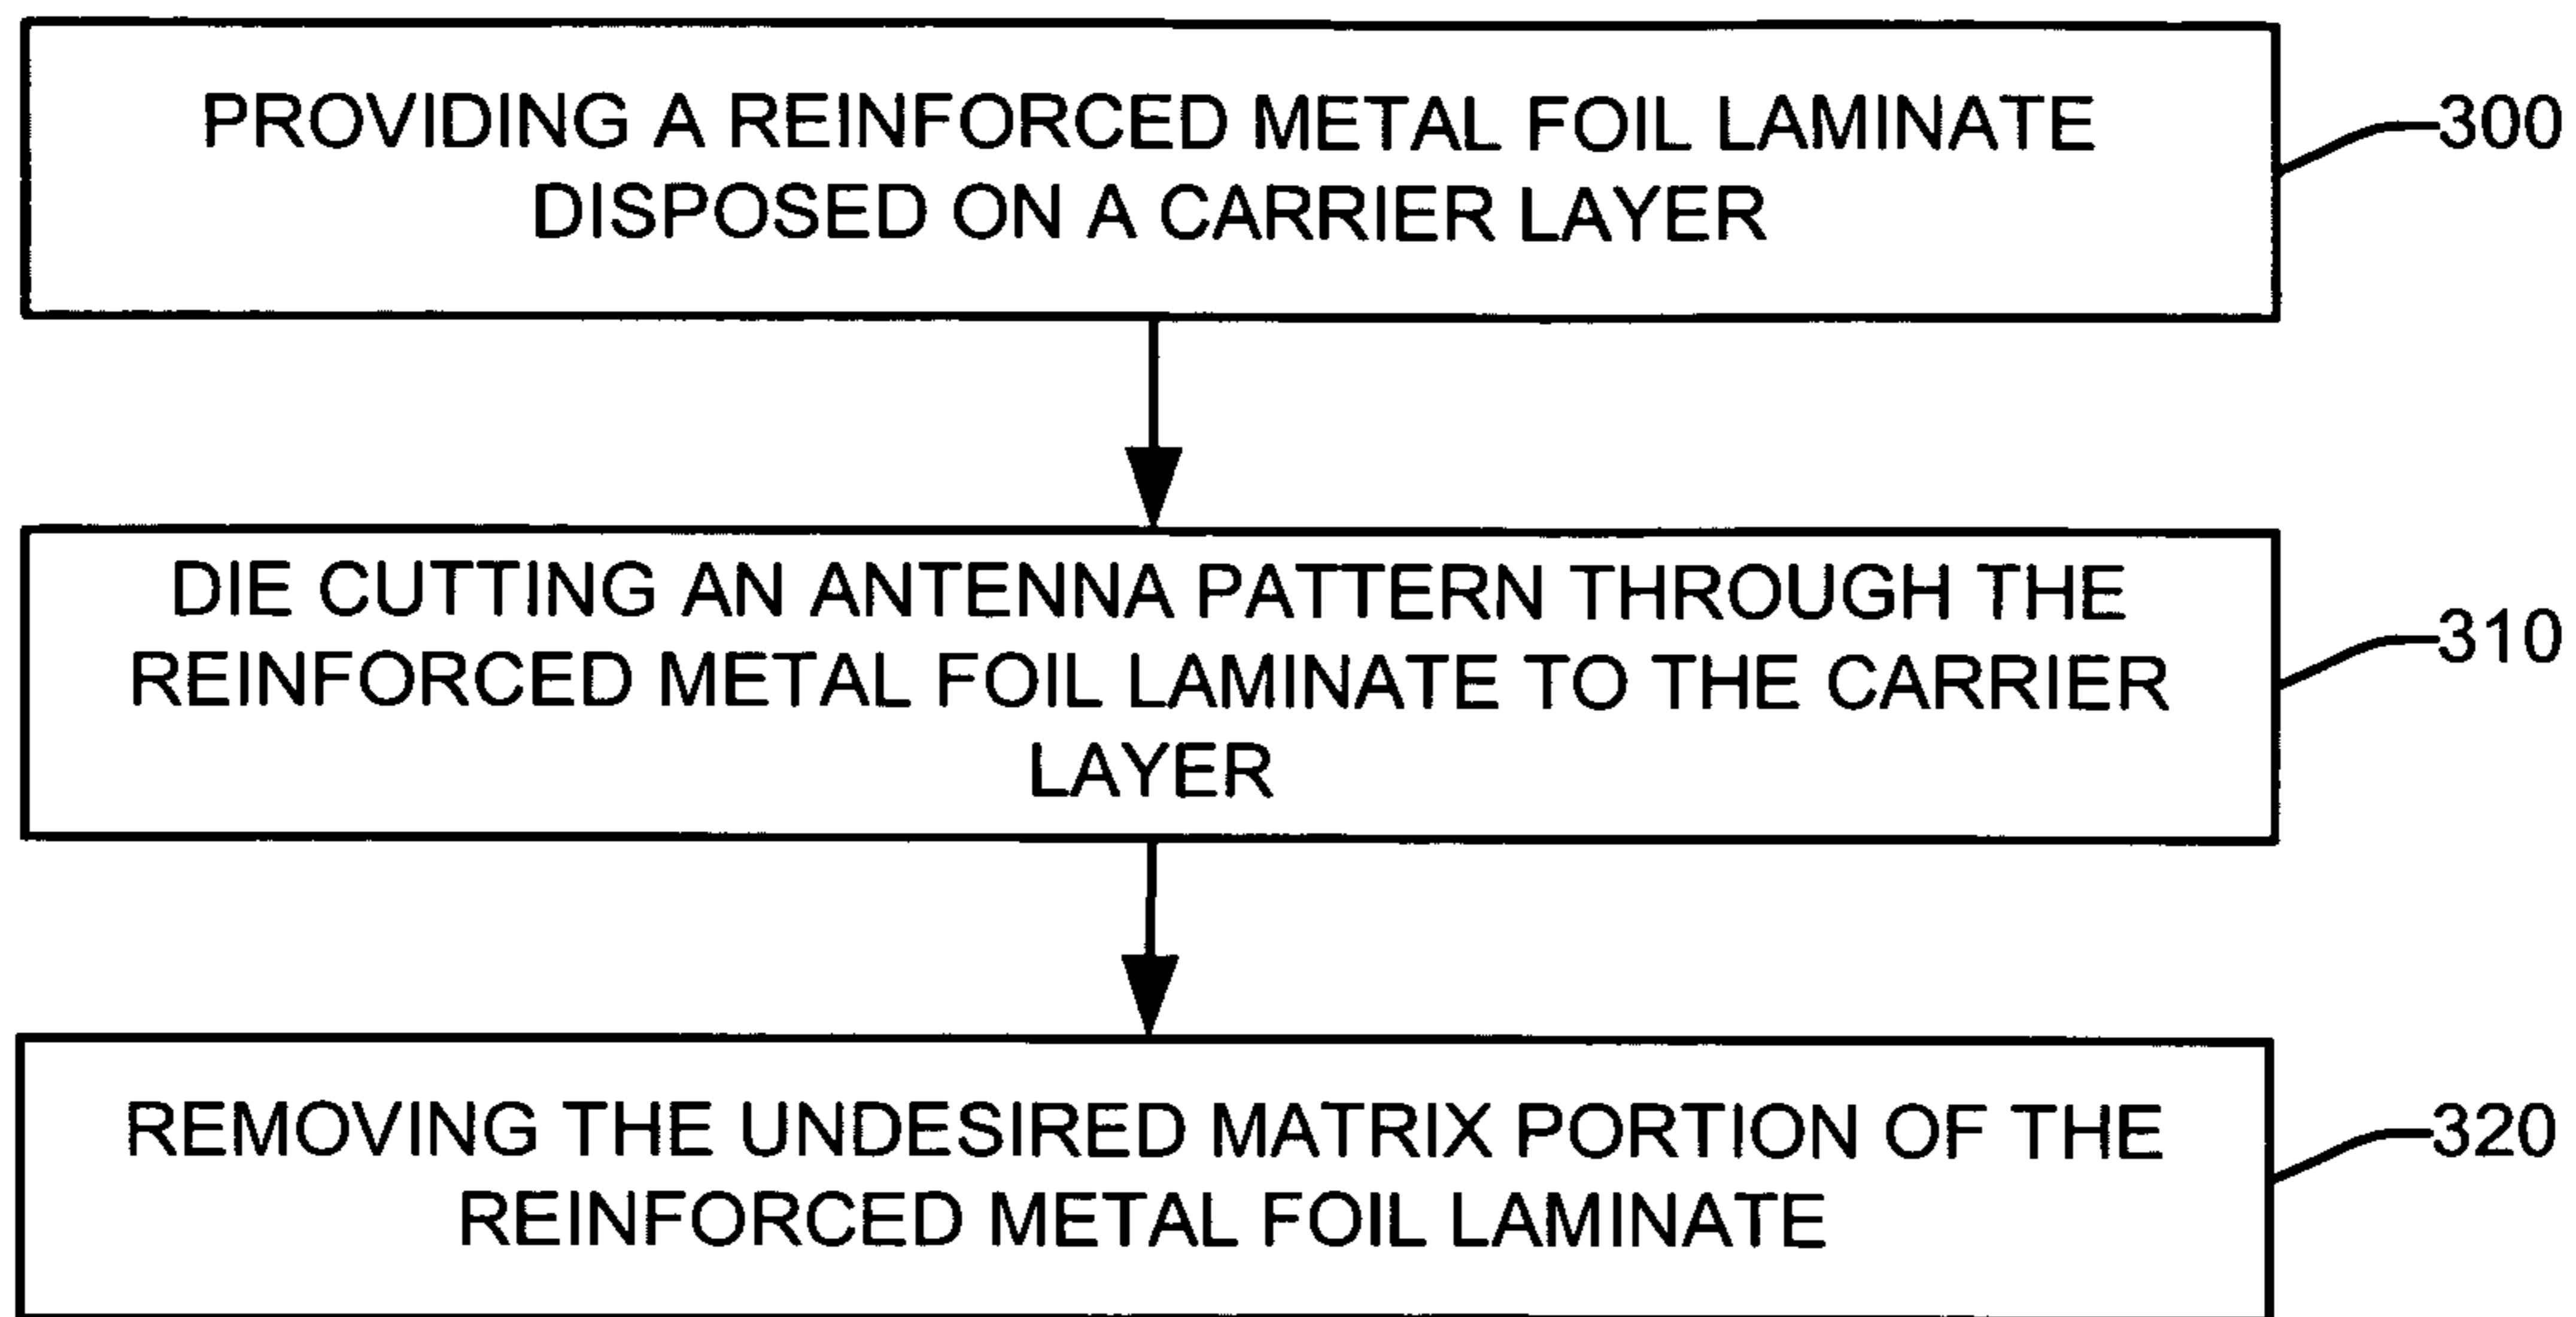 PROVIDING A REINFORCED METAL FOIL LAMINATE
DISPOSED ON A CARRIER LAYER
300
DIE CUTTING AN ANTENNA PATTERN THROUGH THE
REINFORCED METAL FOIL LAMINATE TO THE CARRIER
LAYER
310
REMOVING THE UNDESIRED MATRIX PORTION OF THE
REINFORCED METAL FOIL LAMINATE
320